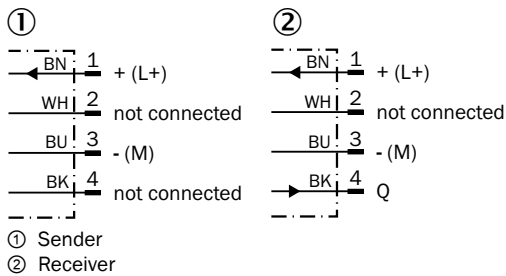 ① ②
BN 1 + (L+) BN 1 + (L+)
WH 2 not connected WH 2 not connected
BU 3 - (M) BU 3 - (M)
BK 4 not connected BK 4 Q
① Sender
② Receiver